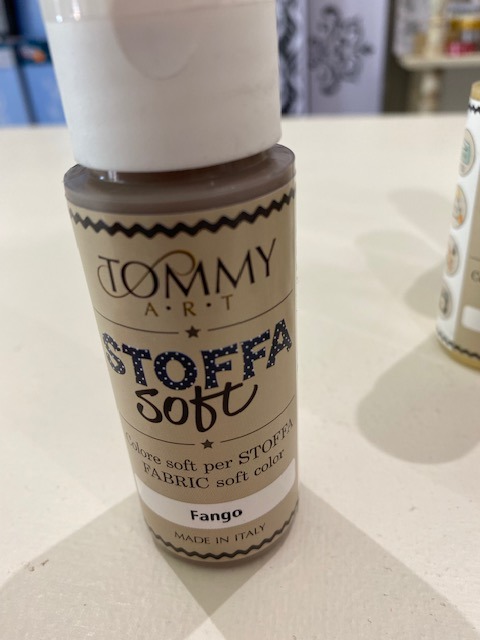 TOMMY
A·R·T
STOFFA
soft
Colore soft per STOFFA
FABRIC soft color
Fango
MADE IN ITALY